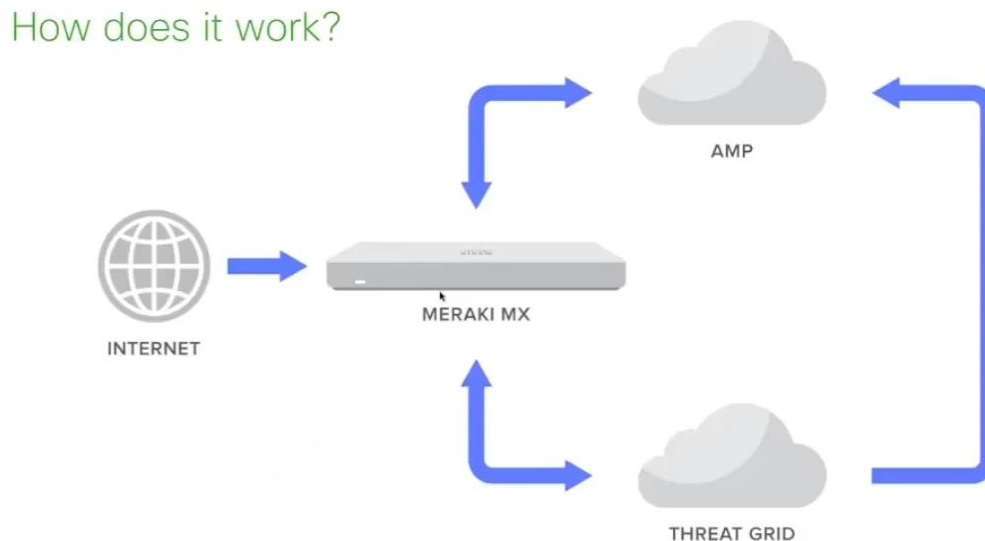 How does it work?
AMP
MERAKI MX
INTERNET
THREAT GRID